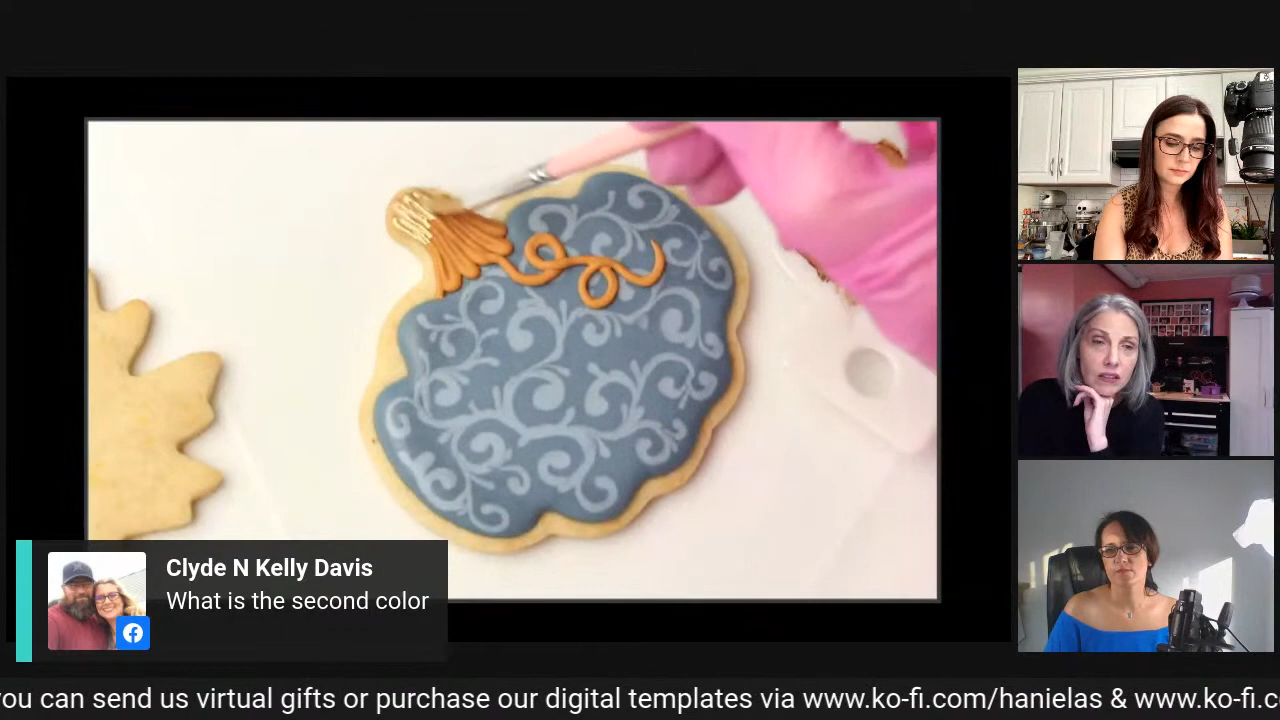 Clyde N Kelly Davis
What is the second color
you can send us virtual gifts or purchase our digital templates via www.ko-fi.com/hanielas & www.ko-fi.c